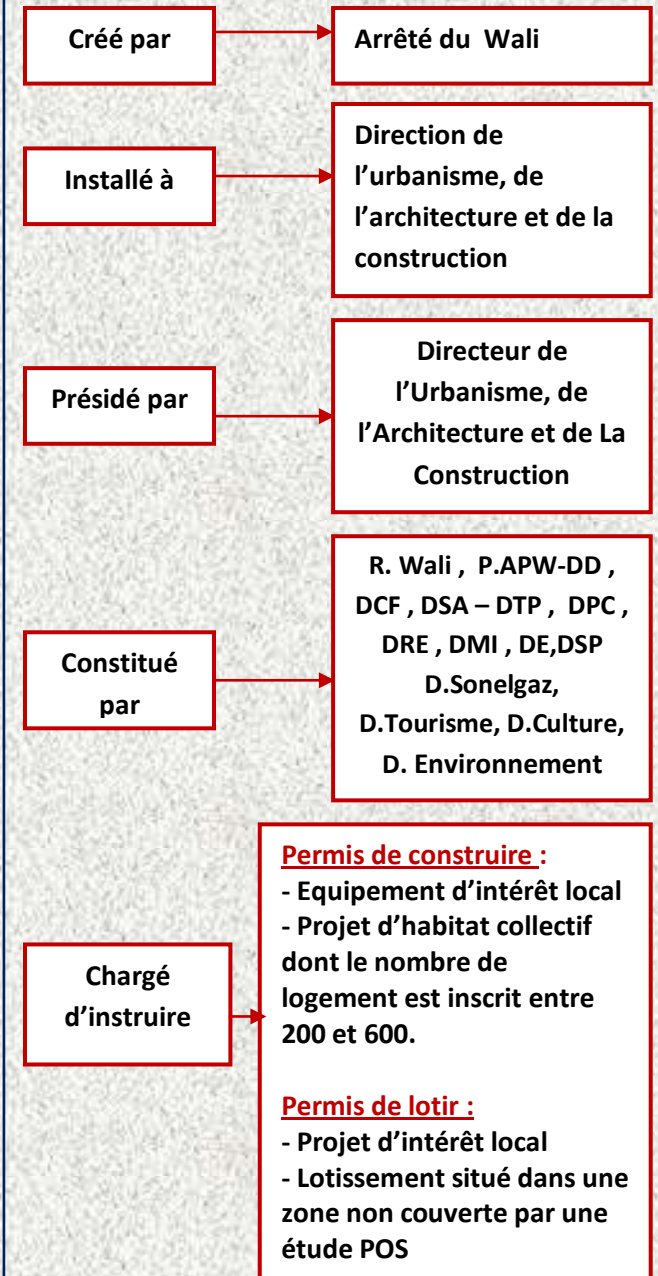 Créé par
Arrêté du Wali
Installé à
Direction de
l’urbanisme, de
l’architecture et de la
construction
Présidé par
Directeur de
l’Urbanisme, de
l’Architecture et de La
Construction
Constitué
par
R. Wali , P.APW-DD ,
DCF , DSA – DTP , DPC ,
DRE , DMI , DE,DSP
D.Sonelgaz,
D.Tourisme, D.Culture,
D. Environnement
Chargé
d’instruire
Permis de construire :
- Equipement d’intérêt local
- Projet d’habitat collectif
dont le nombre de
logement est inscrit entre
200 et 600.
Permis de lotir :
- Projet d’intérêt local
- Lotissement situé dans une
zone non couverte par une
étude POS